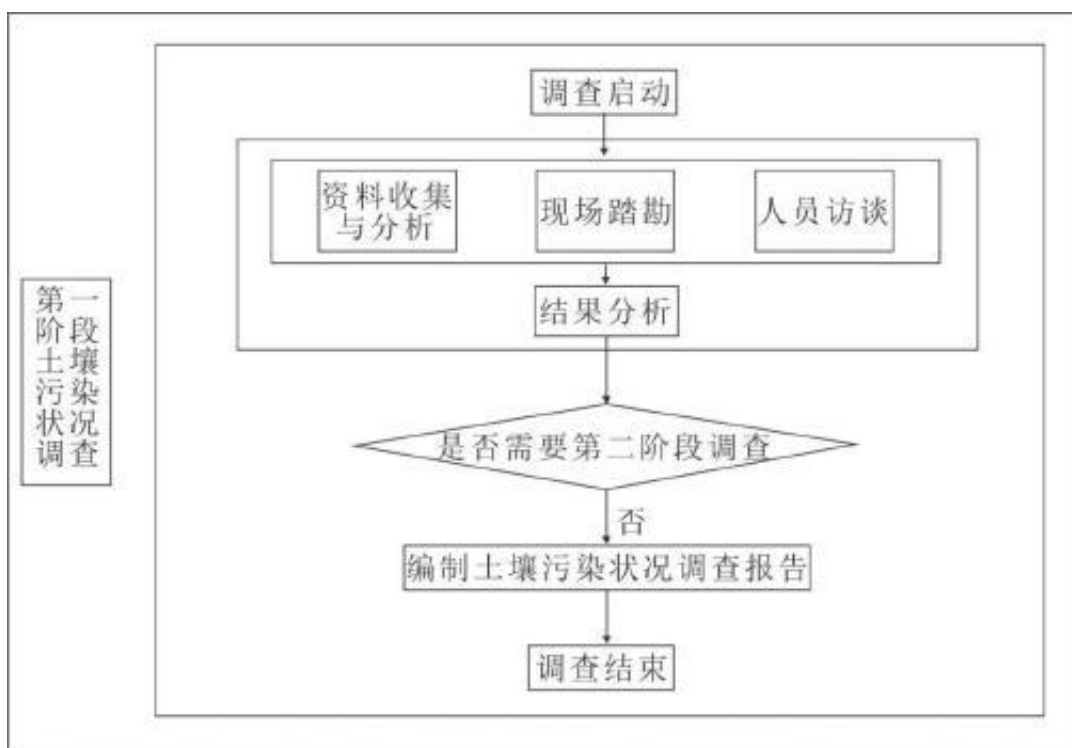 调查启动
资料收集
与分析
现场踏勘
人员访谈
结果分析
第一
阶段
土壤
污染
状况
调查
是否需要第二阶段调查
否
编制土壤污染状况调查报告
调查结束